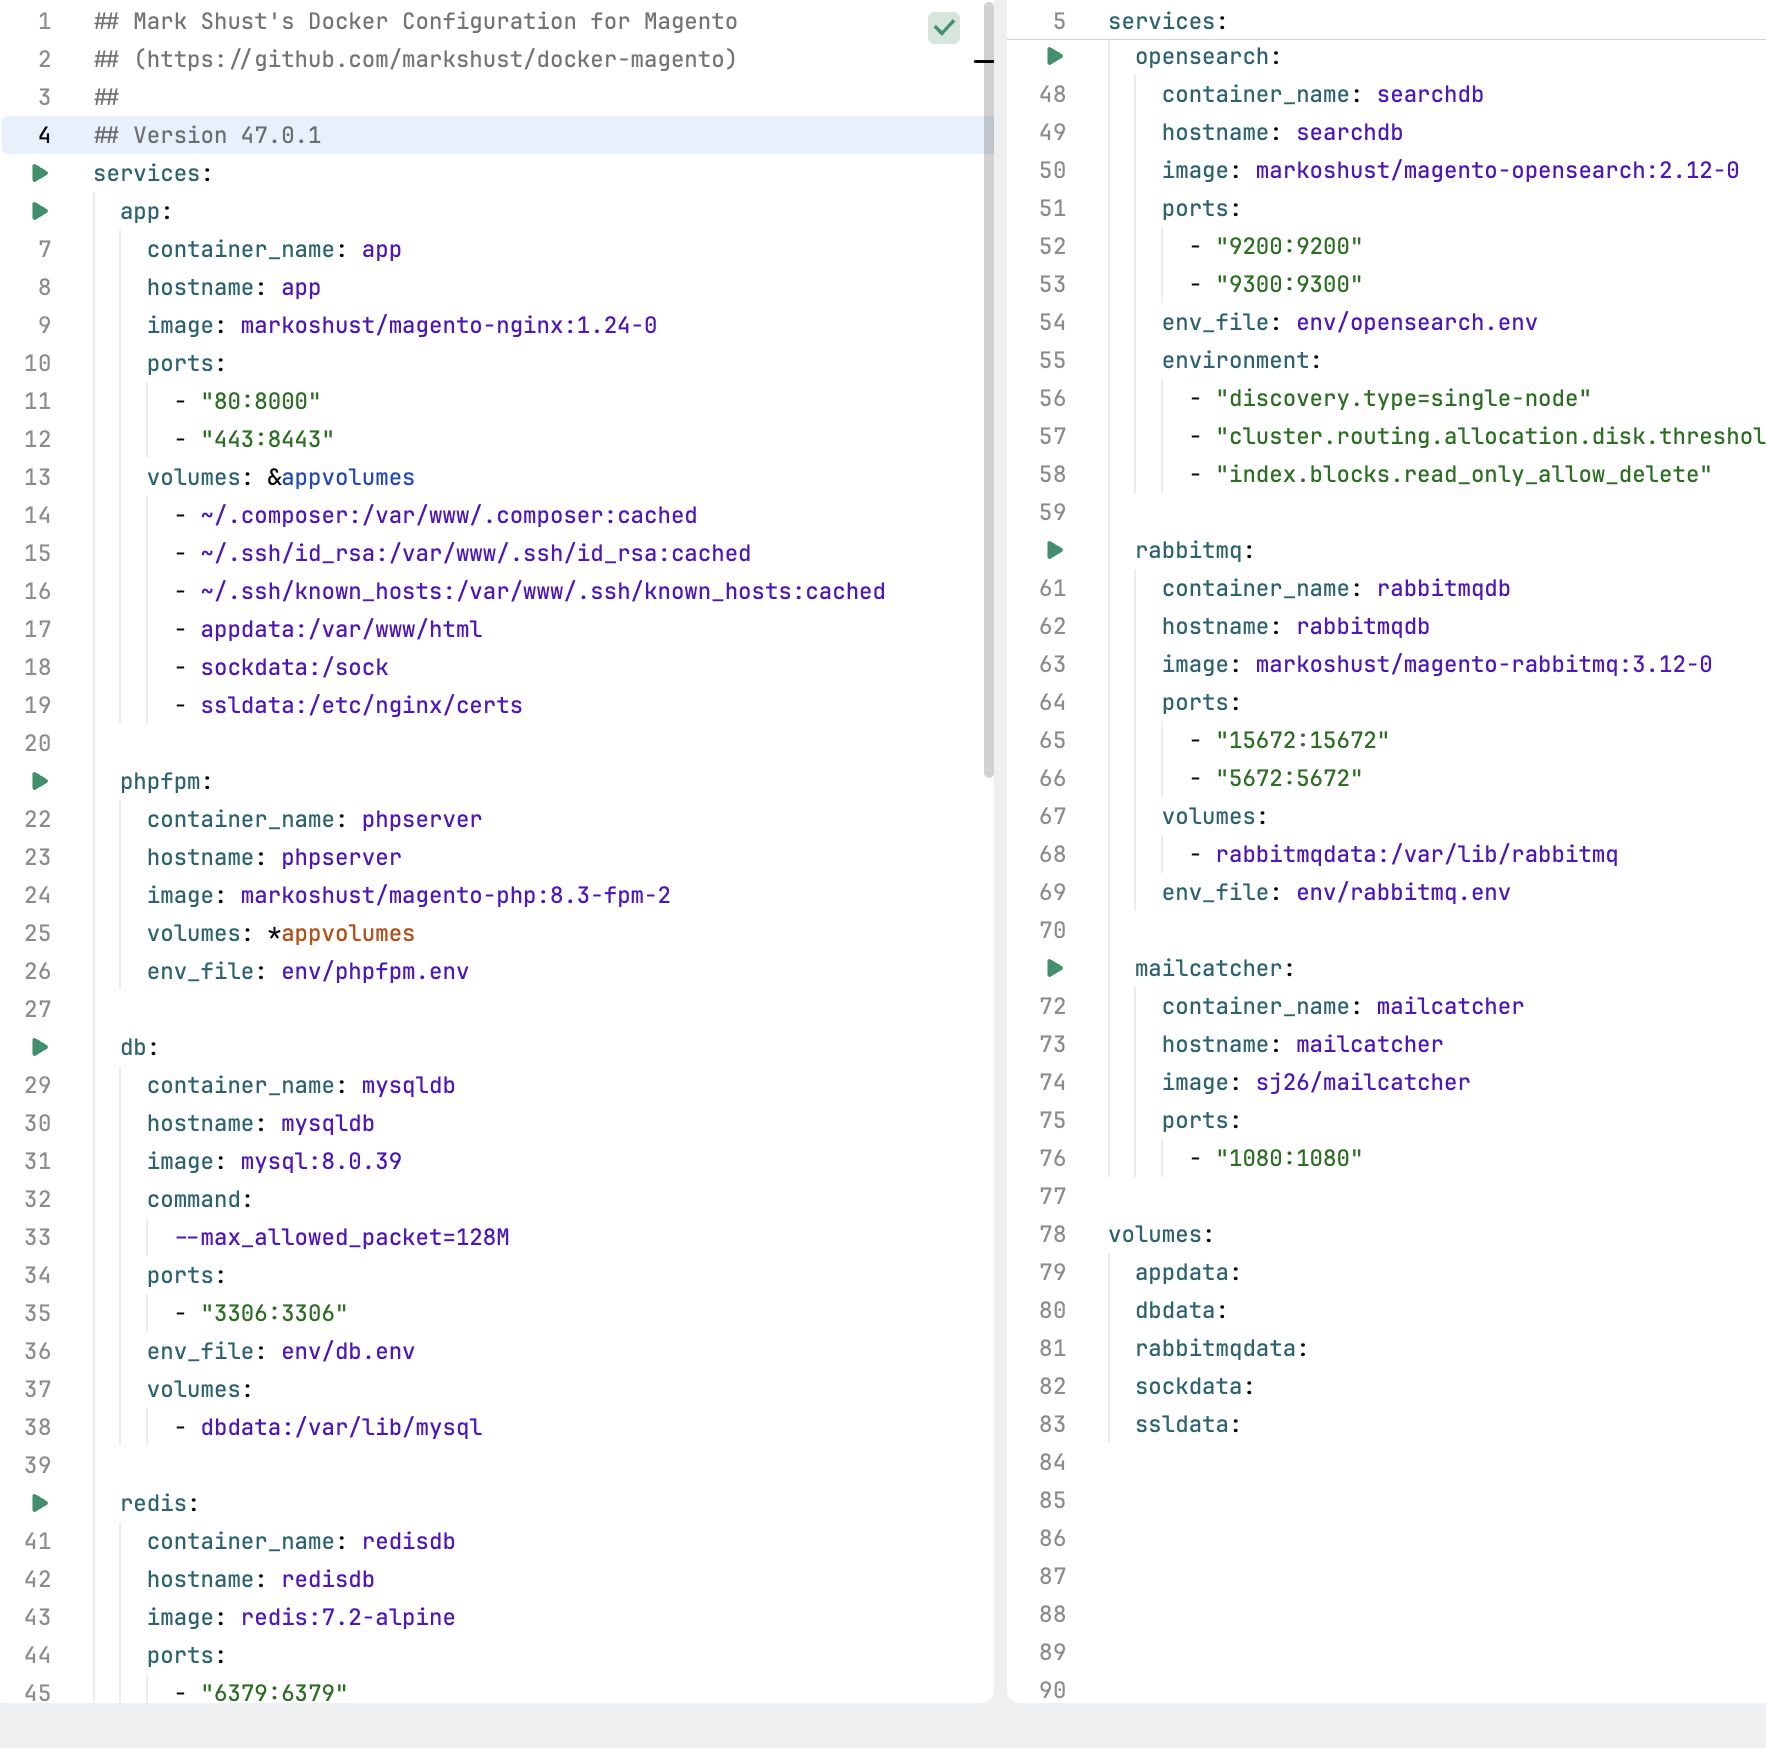 1 ## Mark Shust's Docker Configuration for Magento
2 ## (https://github.com/markshust/docker-magento)
3 ##
4 ## Version 47.0.1
services:
  app:
7     container_name: app
8     hostname: app
9     image: markoshust/magento-nginx:1.24-0
10     ports:
11       - "80:8000"
12       - "443:8443"
13     volumes: &appvolumes
14       - ~/.composer:/var/www/.composer:cached
15       - ~/.ssh/id_rsa:/var/www/.ssh/id_rsa:cached
16       - ~/.ssh/known_hosts:/var/www/.ssh/known_hosts:cached
17       - appdata:/var/www/html
18       - sockdata:/sock
19       - ssldata:/etc/nginx/certs
20
  phpfpm:
22     container_name: phpserver
23     hostname: phpserver
24     image: markoshust/magento-php:8.3-fpm-2
25     volumes: *appvolumes
26     env_file: env/phpfpm.env
27
  db:
29     container_name: mysqldb
30     hostname: mysqldb
31     image: mysql:8.0.39
32     command:
33       --max_allowed_packet=128M
34     ports:
35       - "3306:3306"
36     env_file: env/db.env
37     volumes:
38       - dbdata:/var/lib/mysql
39
  redis:
41     container_name: redisdb
42     hostname: redisdb
43     image: redis:7.2-alpine
44     ports:
45       - "6379:6379"
5 services:
  opensearch:
48     container_name: searchdb
49     hostname: searchdb
50     image: markoshust/magento-opensearch:2.12-0
51     ports:
52       - "9200:9200"
53       - "9300:9300"
54     env_file: env/opensearch.env
55     environment:
56       - "discovery.type=single-node"
57       - "cluster.routing.allocation.disk.threshol
58       - "index.blocks.read_only_allow_delete"
59
  rabbitmq:
61     container_name: rabbitmqdb
62     hostname: rabbitmqdb
63     image: markoshust/magento-rabbitmq:3.12-0
64     ports:
65       - "15672:15672"
66       - "5672:5672"
67     volumes:
68       - rabbitmqdata:/var/lib/rabbitmq
69     env_file: env/rabbitmq.env
70
  mailcatcher:
72     container_name: mailcatcher
73     hostname: mailcatcher
74     image: sj26/mailcatcher
75     ports:
76       - "1080:1080"
77
78 volumes:
79   appdata:
80   dbdata:
81   rabbitmqdata:
82   sockdata:
83   ssldata:
84
85
86
87
88
89
90